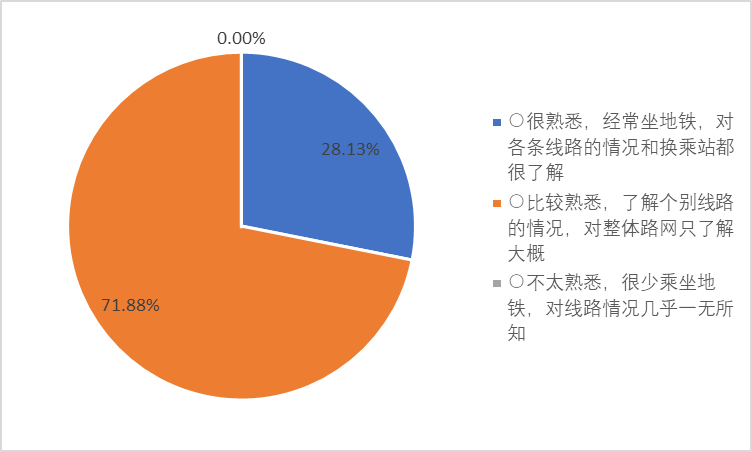 0.00%
28.13%
71.88%
〇很熟悉，经常坐地铁，对
各条线路的情况和换乘站都
很了解
〇比较熟悉，了解个别线路
的情况，对整体路网只了解
大概
〇不太熟悉，很少乘坐地
铁，对线路情况几乎一无所
知